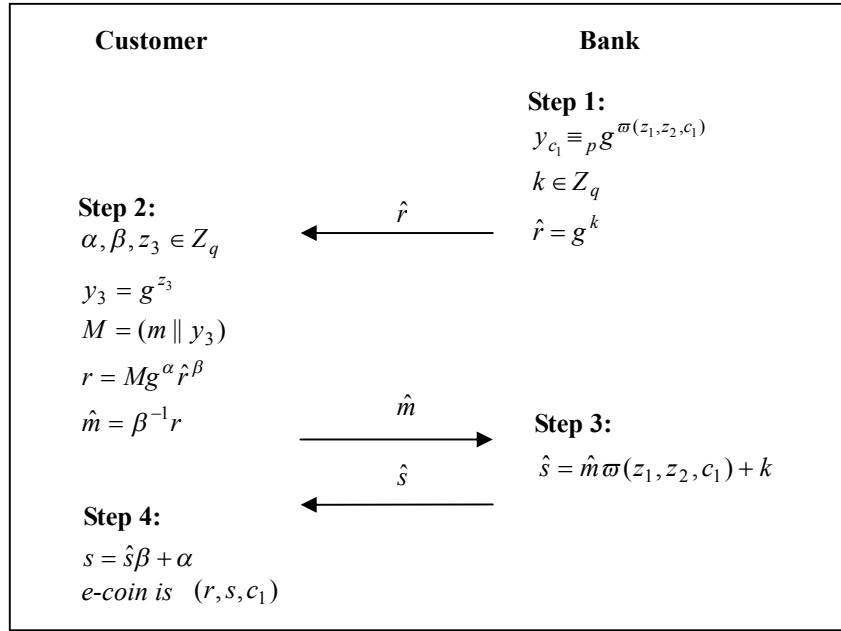 Customer
Bank
Step 1:
y_{c_1} ≡_p g^{ϖ(z_1,z_2,c_1)}
k ∈ Z_q
r̂ = g^k
r̂
Step 2:
α, β, z_3 ∈ Z_q
y_3 = g^{z_3}
M = (m || y_3)
r = Mg^α r̂^β
m̂ = β^{-1}r
m̂
Step 3:
ŝ = m̂ϖ(z_1, z_2, c_1) + k
ŝ
Step 4:
s = ŝβ + α
e-coin is (r, s, c_1)